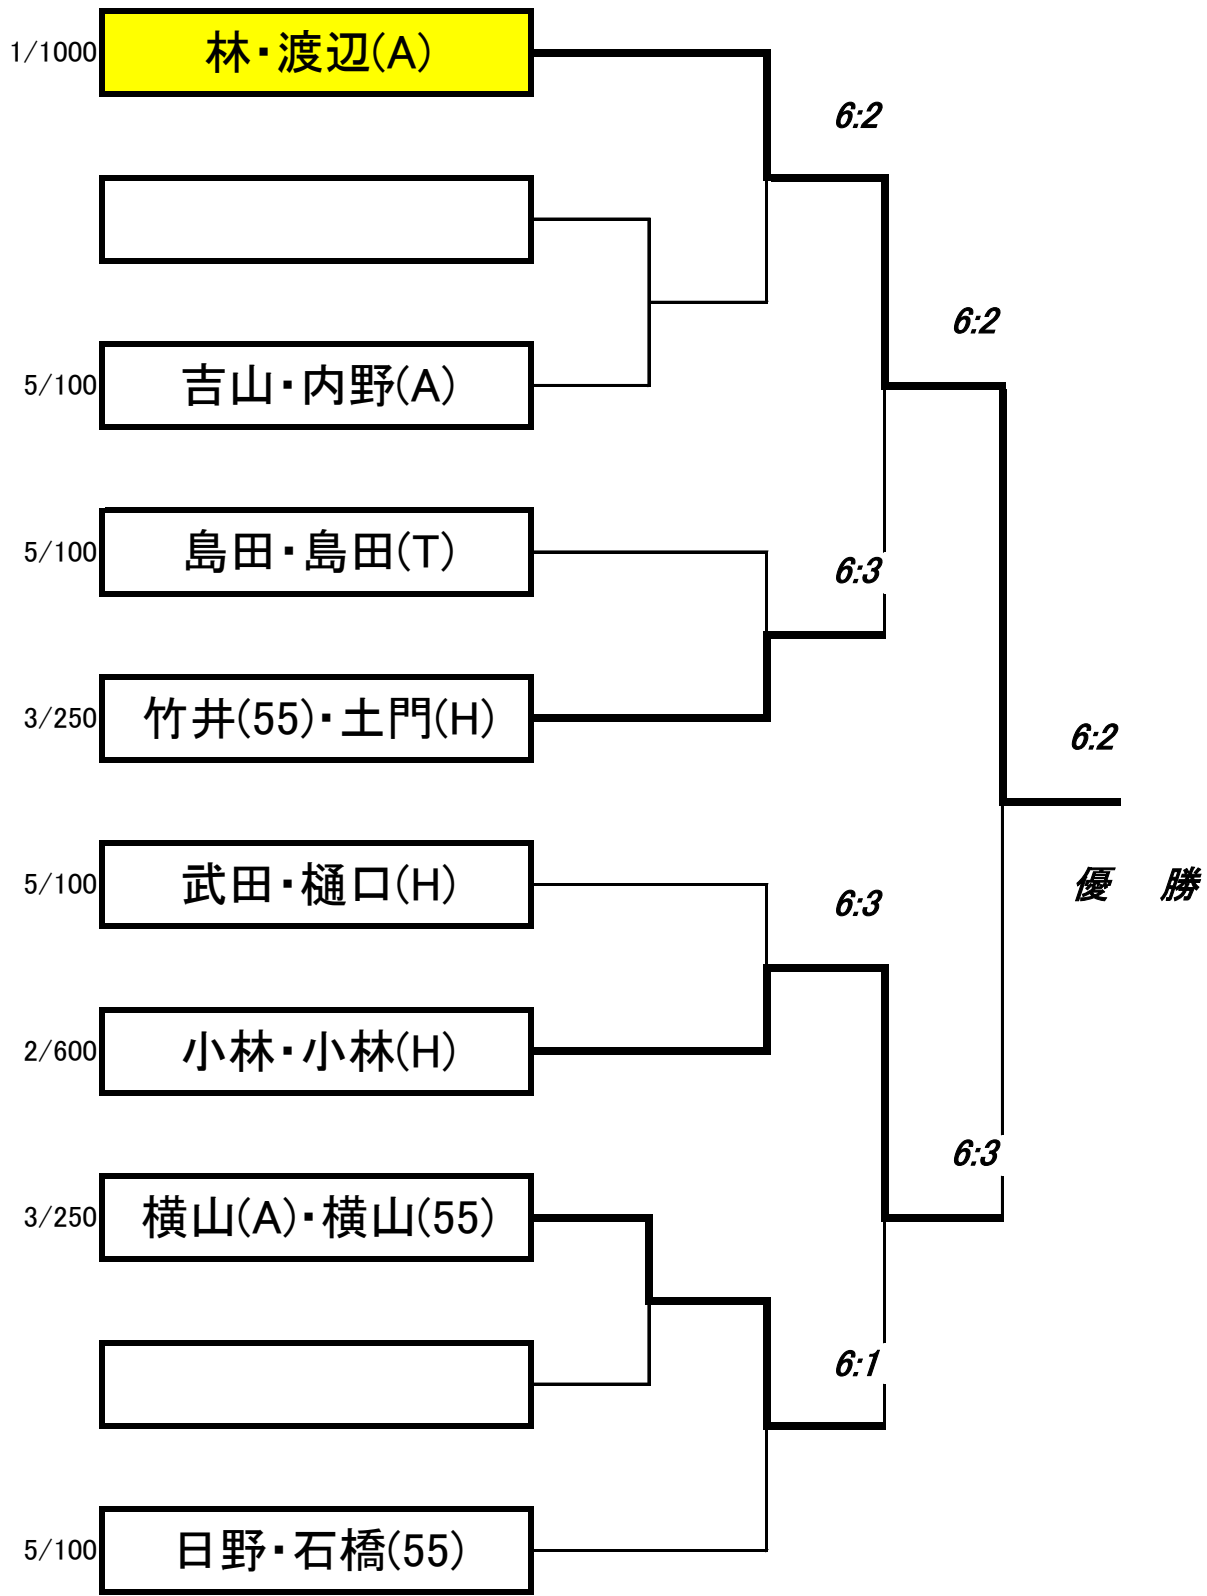 1/1000 林・渡辺(A)
6:2
6:2
5/100 吉山・内野(A)
5/100 島田・島田(T)
6:3
3/250 竹井(55)・土門(H)
6:2
5/100 武田・樋口(H)
6:3
優 勝
2/600 小林・小林(H)
6:3
3/250 横山(A)・横山(55)
6:1
5/100 日野・石橋(55)